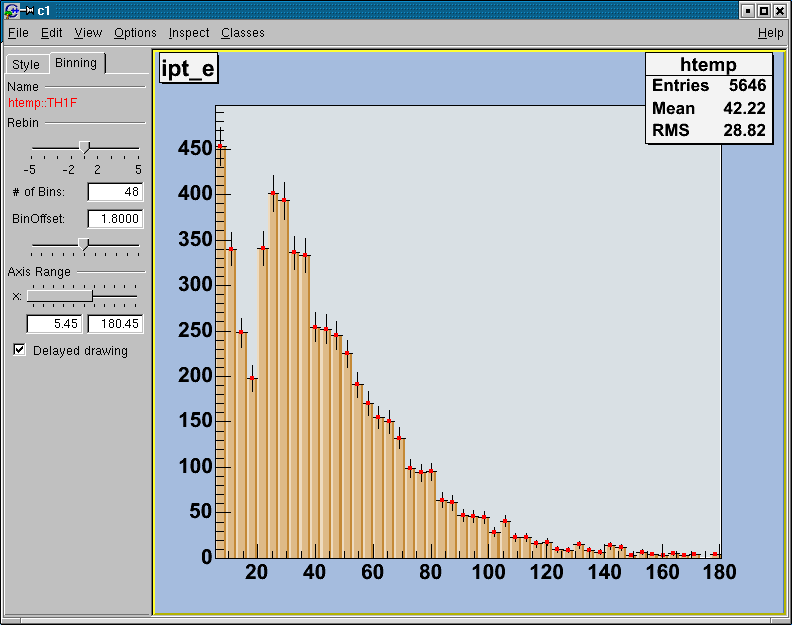 c1
File Edit View Options Inspect Classes Help
Style Binning
Name
htemp::TH1F
Rebin
-5 -2 2 5
# of Bins: 48
BinOffset: 1.8000
Axis Range
x:
5.45 180.45
Delayed drawing
ipt_e
htemp
Entries 5646
Mean 42.22
RMS 28.82
450
400
350
300
250
200
150
100
50
0
20 40 60 80 100 120 140 160 180